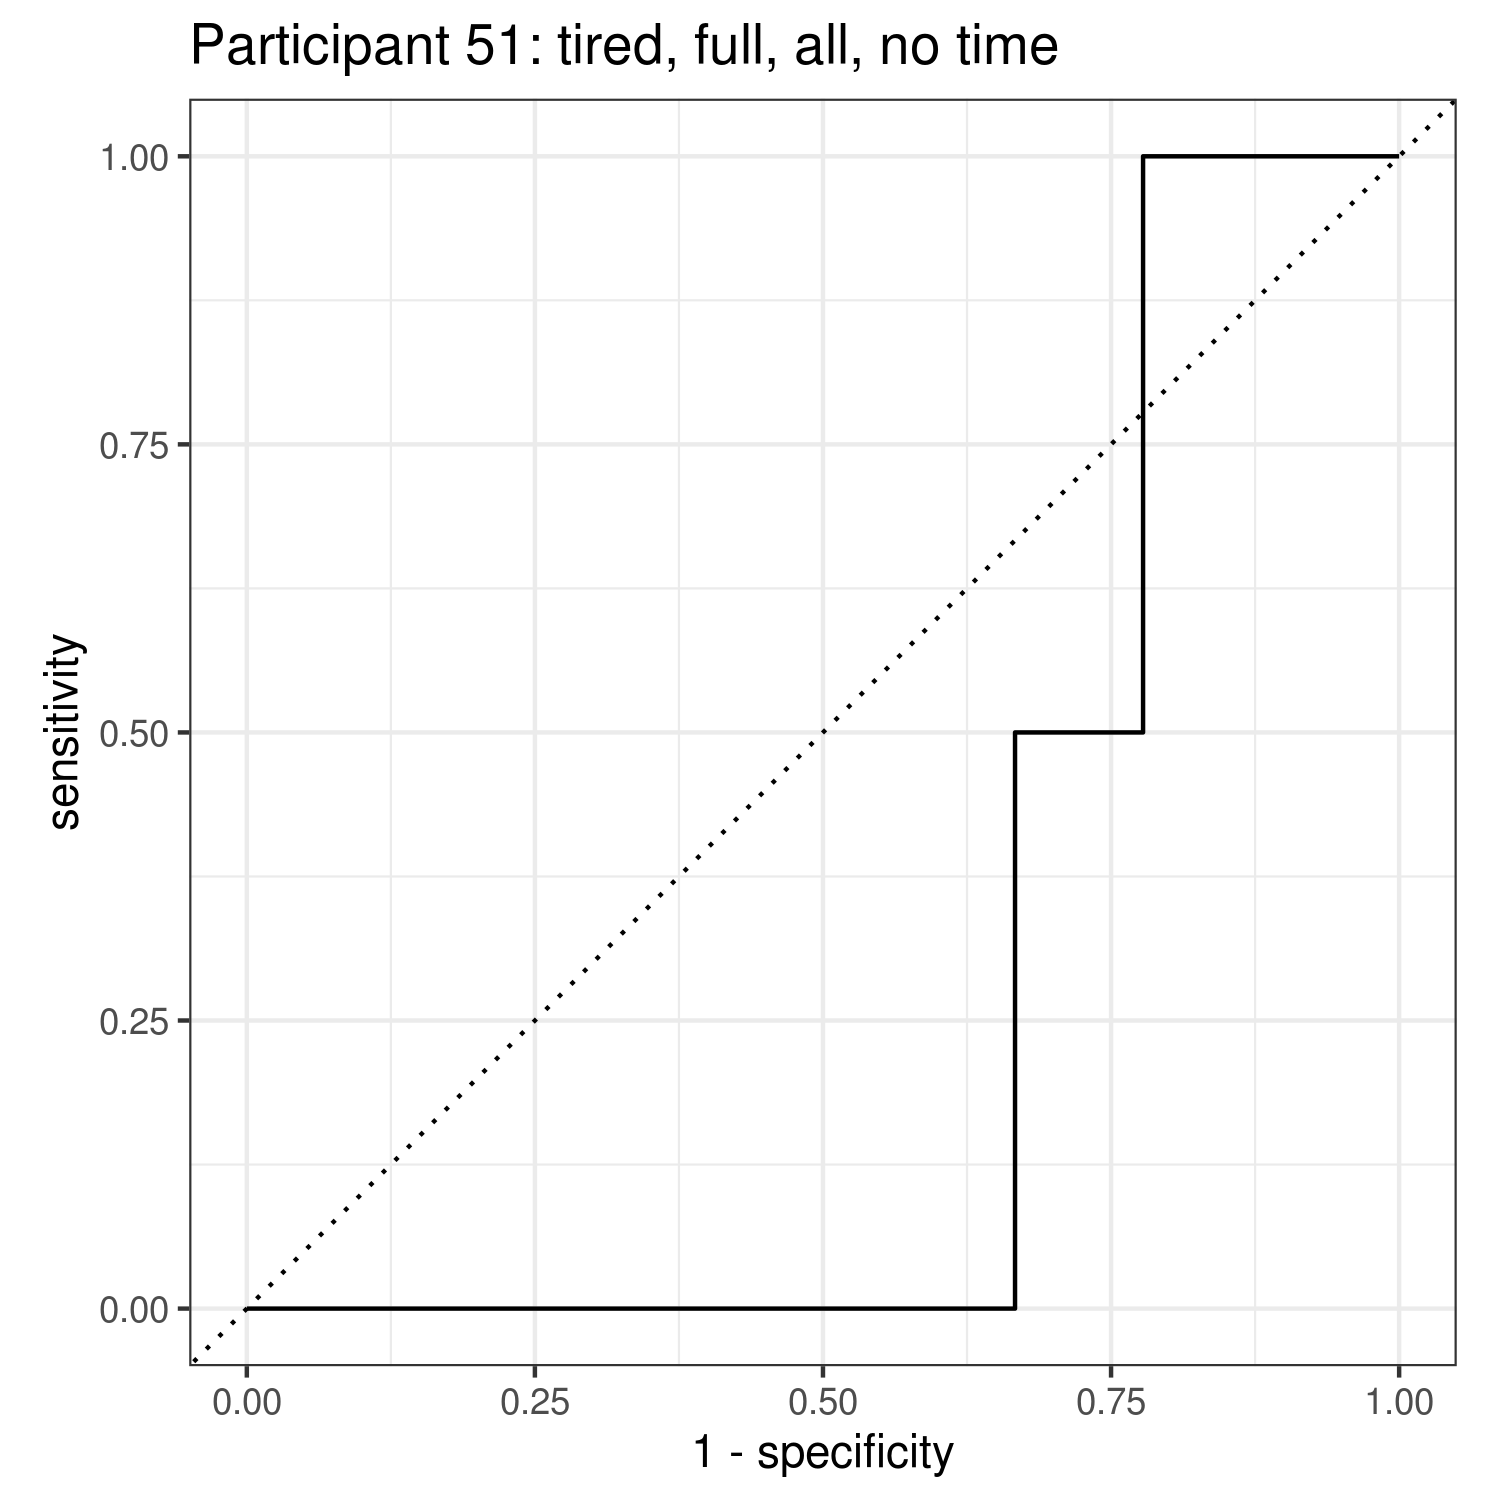 Participant 51: tired, full, all, no time
1.00
0.75
0.50
0.25
0.00
sensitivity
0.00 0.25 0.50 0.75 1.00
1 - specificity